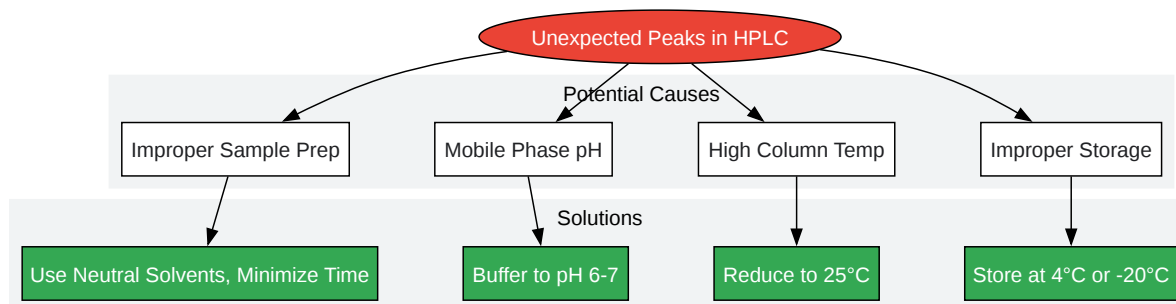 Unexpected Peaks in HPLC
Potential Causes
Improper Sample Prep
Mobile Phase pH
High Column Temp
Improper Storage
Solutions
Use Neutral Solvents, Minimize Time
Buffer to pH 6-7
Reduce to 25°C
Store at 4°C or -20°C